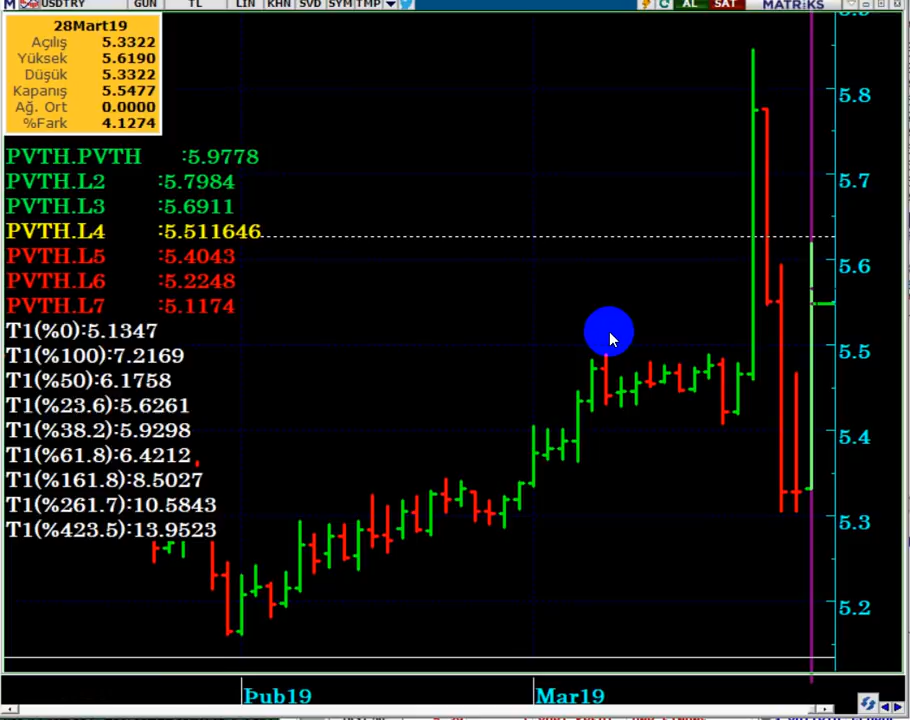 M USDTRY GUN TL LIN KHN SVD SYM TMP AL SAT MATRIKS
28Mart19
Açılış 5.3322
Yüksek 5.6190
Düşük 5.3322
Kapanış 5.5477
Ağ. Ort 0.0000
%Fark 4.1274
PVTH.PVTH :5.9778
PVTH.L2 :5.7984
PVTH.L3 :5.6911
PVTH.L4 :5.511646
PVTH.L5 :5.4043
PVTH.L6 :5.2248
PVTH.L7 :5.1174
T1(%0):5.1347
T1(%100):7.2169
T1(%50):6.1758
T1(%23.6):5.6261
T1(%38.2):5.9298
T1(%61.8):6.4212
T1(%161.8):8.5027
T1(%261.7):10.5843
T1(%423.5):13.9523
5.8
5.7
5.6
5.5
5.4
5.3
5.2
Şub19 Mar19